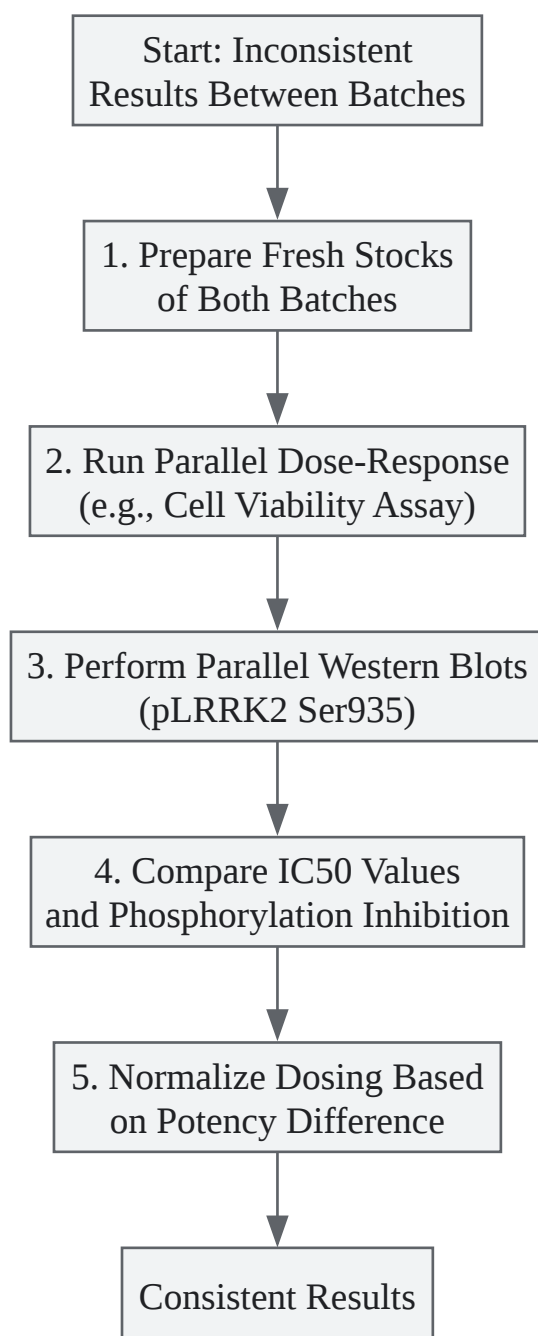 Start: Inconsistent
Results Between Batches
1. Prepare Fresh Stocks
of Both Batches
2. Run Parallel Dose-Response
(e.g., Cell Viability Assay)
3. Perform Parallel Western Blots
(pLRRK2 Ser935)
4. Compare IC50 Values
and Phosphorylation Inhibition
5. Normalize Dosing Based
on Potency Difference
Consistent Results